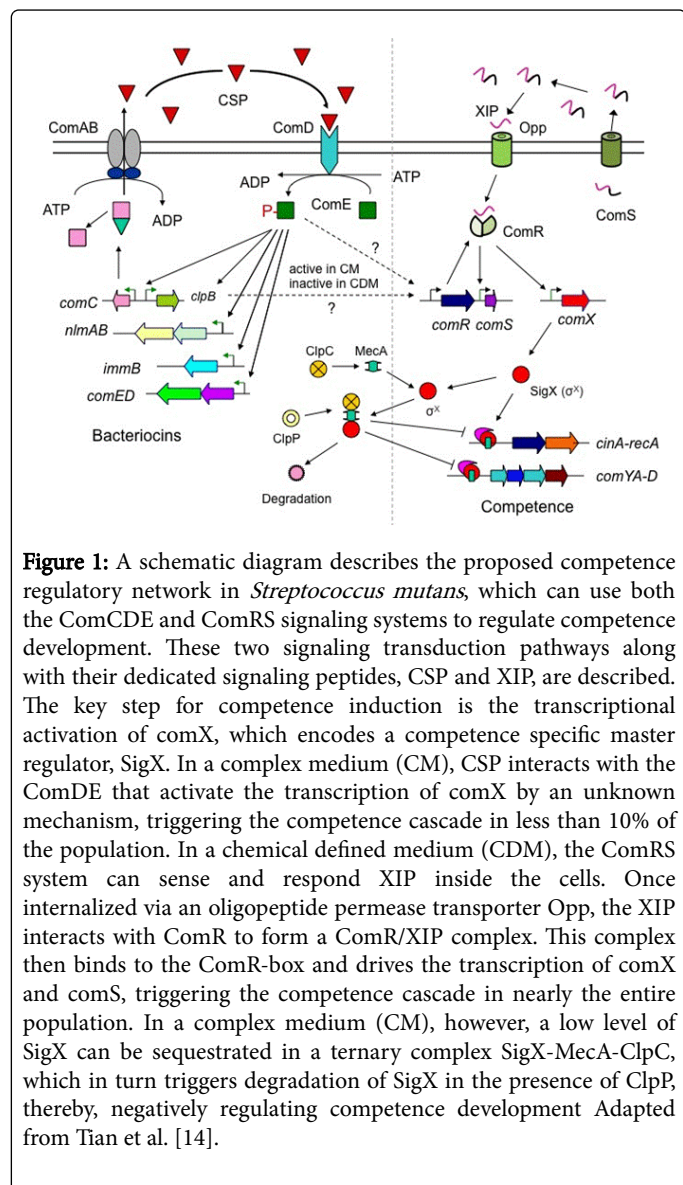 CSP
ComAB
ComD
XIP
Opp
ComS
ADP
ATP
ATP
ADP
P-
ComE
ComR
?
active in CM
inactive in CDM
?
comC
clpB
nlmAB
immB
comED
Bacteriocins
comR
comS
comX
ClpC
MecA
σX
SigX (σX)
ClpP
Degradation
cinA-recA
comYA-D
Competence
Figure 1: A schematic diagram describes the proposed competence
regulatory network in Streptococcus mutans, which can use both
the ComCDE and ComRS signaling systems to regulate competence
development. These two signaling transduction pathways along
with their dedicated signaling peptides, CSP and XIP, are described.
The key step for competence induction is the transcriptional
activation of comX, which encodes a competence specific master
regulator, SigX. In a complex medium (CM), CSP interacts with the
ComDE that activate the transcription of comX by an unknown
mechanism, triggering the competence cascade in less than 10% of
the population. In a chemical defined medium (CDM), the ComRS
system can sense and respond XIP inside the cells. Once
internalized via an oligopeptide permease transporter Opp, the XIP
interacts with ComR to form a ComR/XIP complex. This complex
then binds to the ComR-box and drives the transcription of comX
and comS, triggering the competence cascade in nearly the entire
population. In a complex medium (CM), however, a low level of
SigX can be sequestrated in a ternary complex SigX-MecA-ClpC,
which in turn triggers degradation of SigX in the presence of ClpP,
thereby, negatively regulating competence development Adapted
from Tian et al. [14].